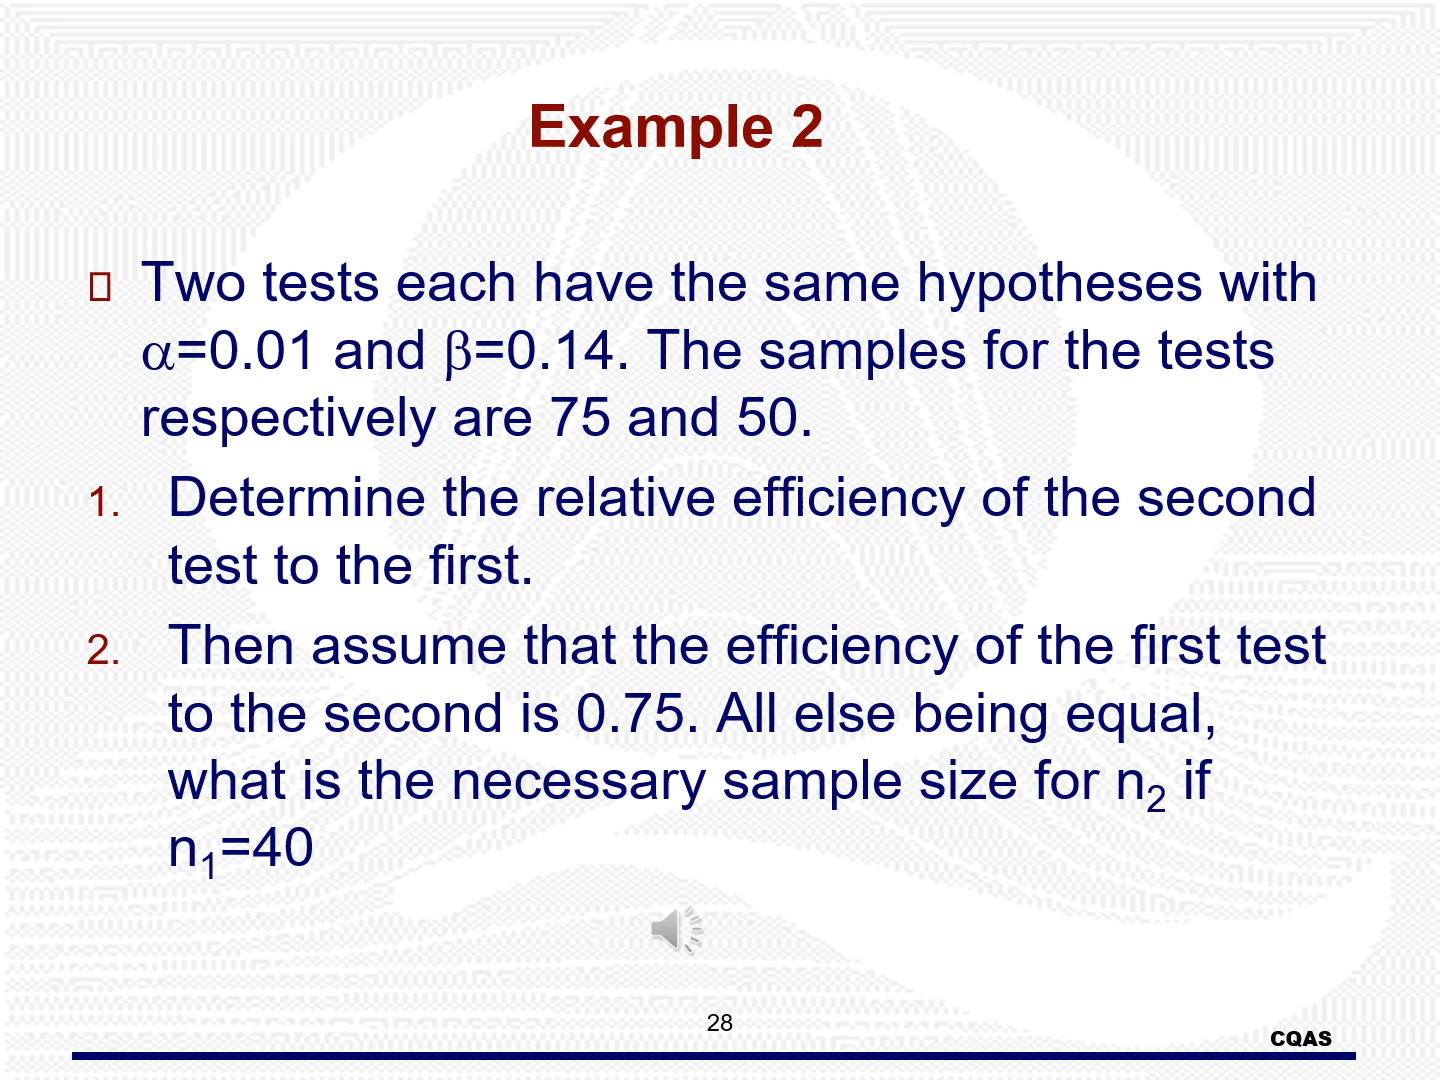 Example 2
Two tests each have the same hypotheses with
α=0.01 and β=0.14. The samples for the tests
respectively are 75 and 50.
1. Determine the relative efficiency of the second
test to the first.
2. Then assume that the efficiency of the first test
to the second is 0.75. All else being equal,
what is the necessary sample size for n₂ if
n₁=40
28
CQAS